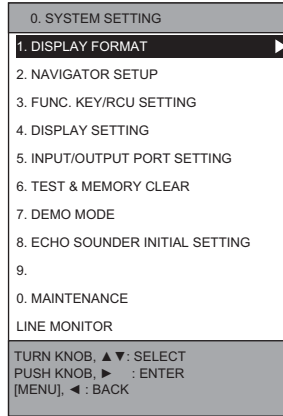 0. SYSTEM SETTING
1. DISPLAY FORMAT ▶
2. NAVIGATOR SETUP
3. FUNC. KEY/RCU SETTING
4. DISPLAY SETTING
5. INPUT/OUTPUT PORT SETTING
6. TEST & MEMORY CLEAR
7. DEMO MODE
8. ECHO SOUNDER INITIAL SETTING
9.
0. MAINTENANCE
LINE MONITOR
TURN KNOB, ▲▼: SELECT
PUSH KNOB, ▶ : ENTER
[MENU], ◄ : BACK